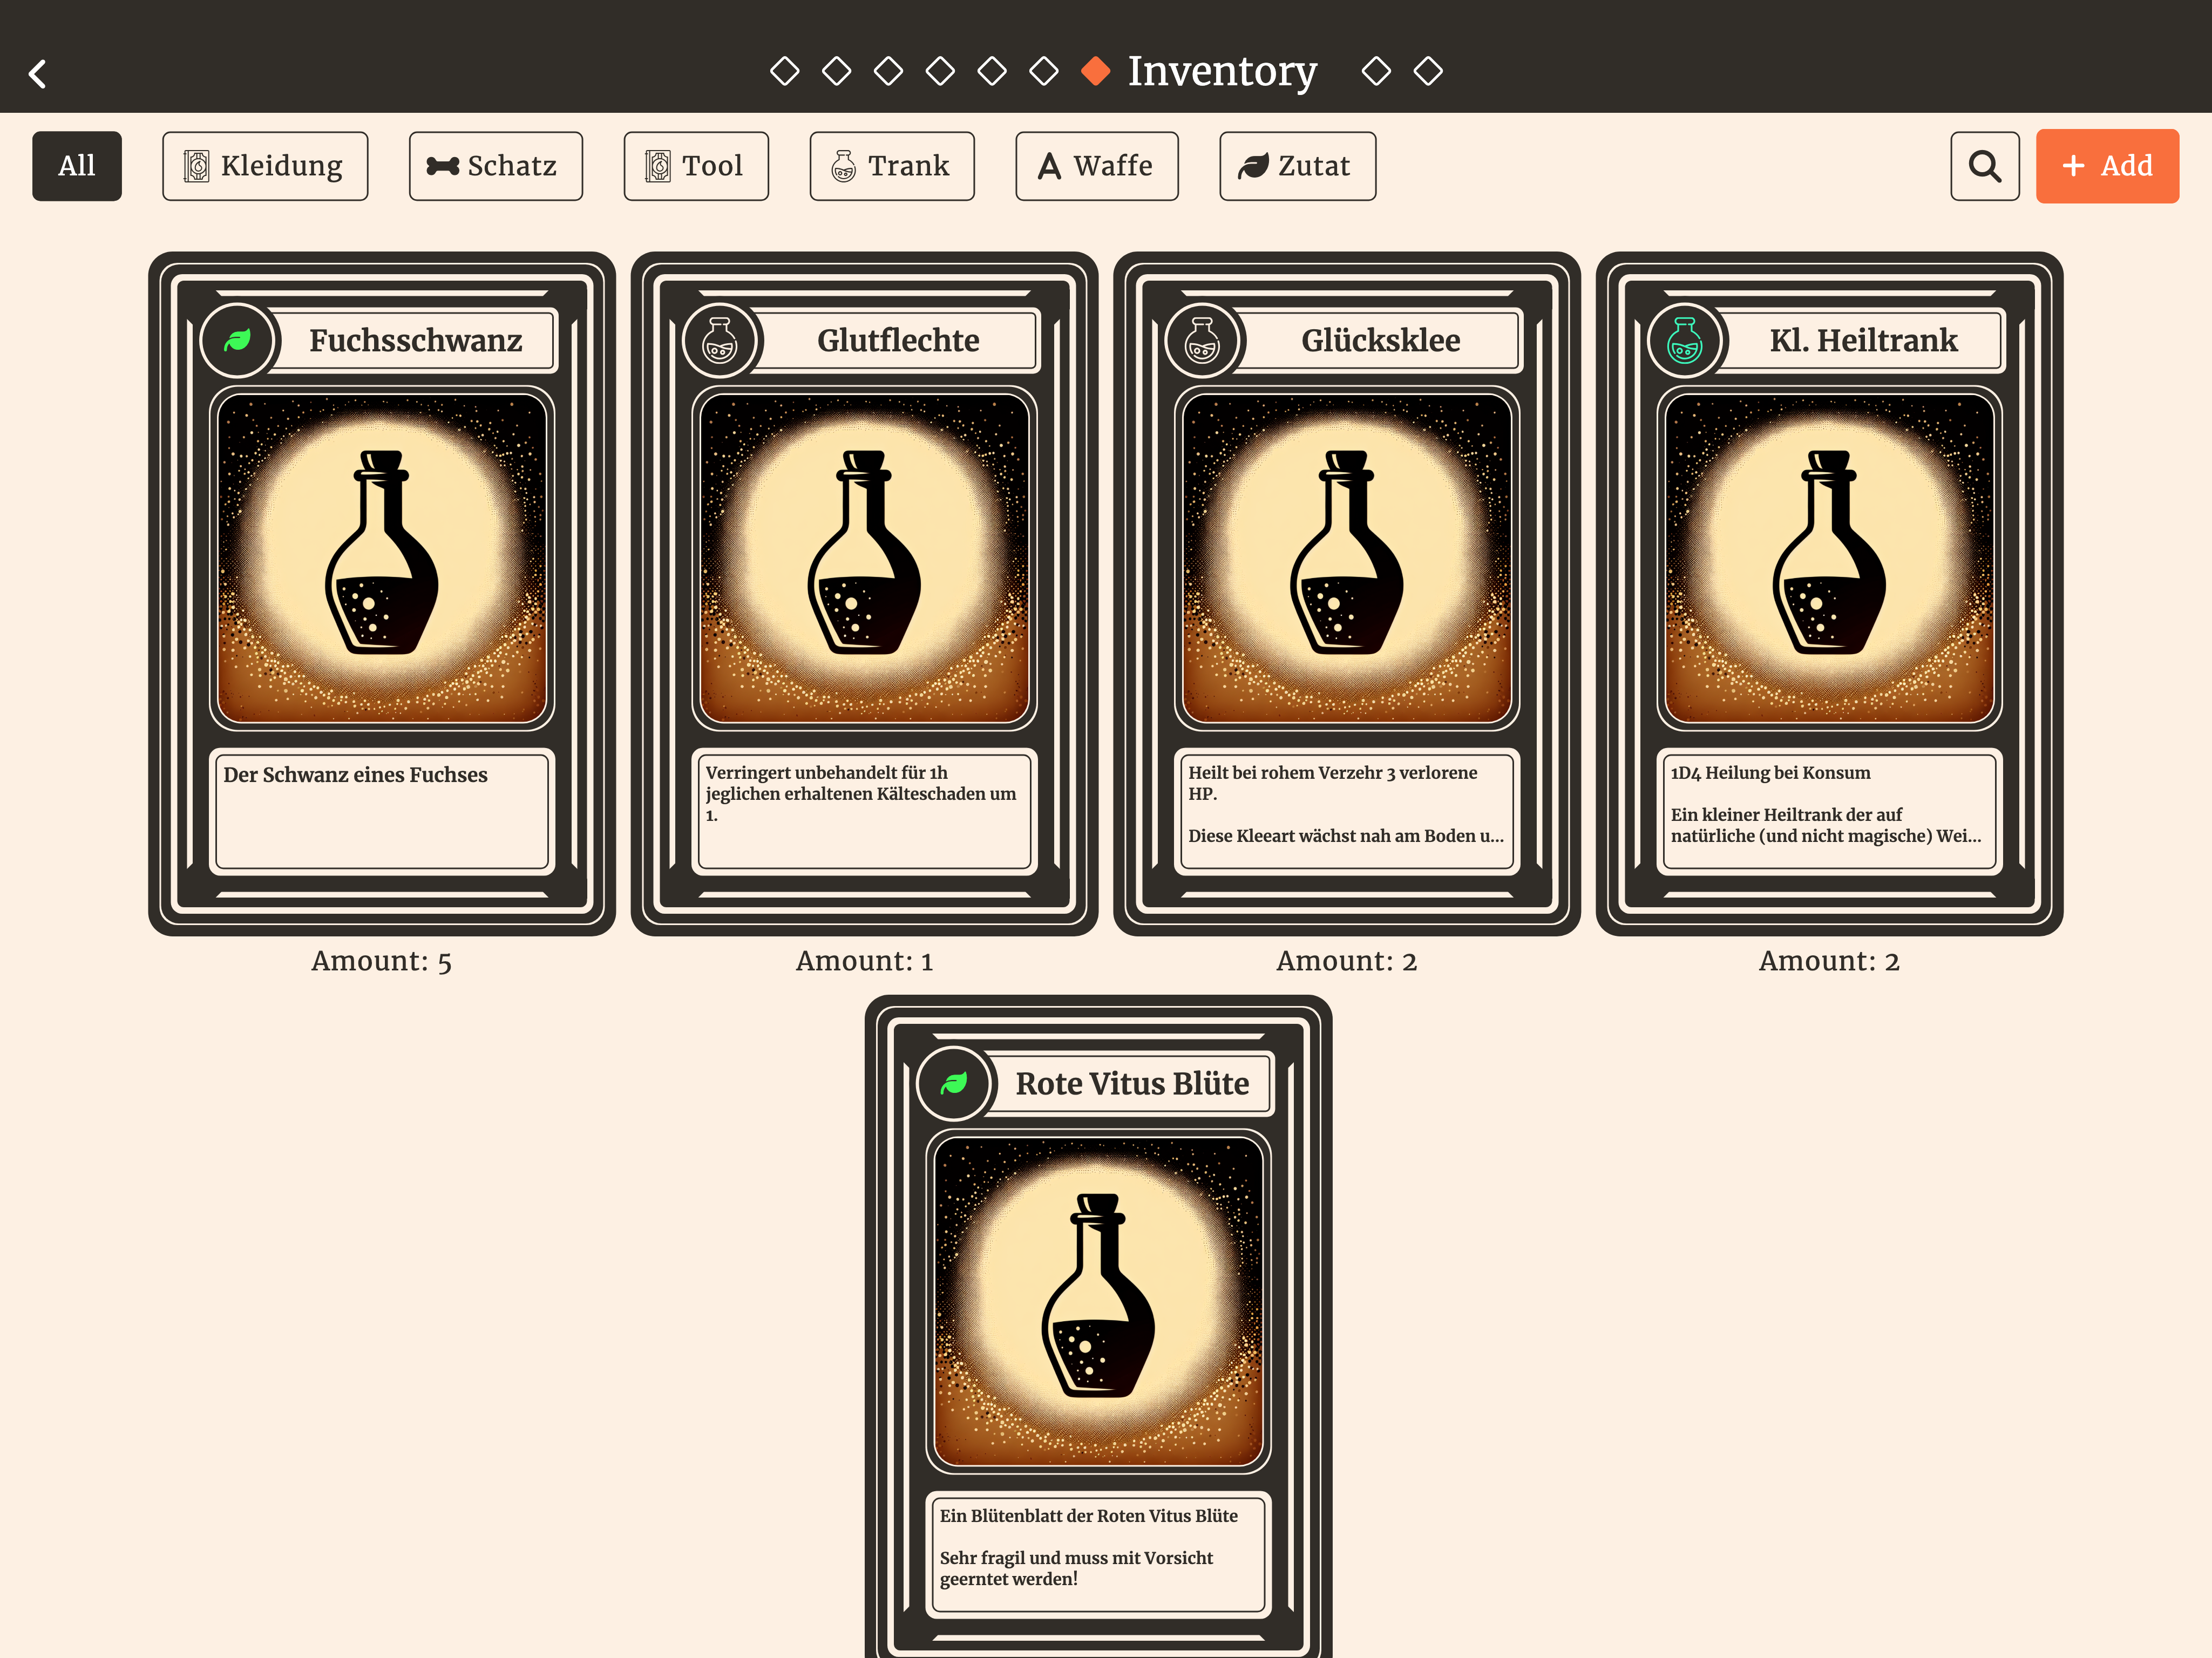 Inventory
All
Kleidung
Schatz
Tool
Trank
Waffe
Zutat
+ Add
Fuchsschwanz
Der Schwanz eines Fuchses
Amount: 5
Glutflechte
Verringert unbehandelt für 1h
jeglichen erhaltenen Kälteschaden um
1.
Amount: 1
Glücksklee
Heilt bei rohem Verzehr 3 verlorene
HP.
Diese Kleeart wächst nah am Boden u...
Amount: 2
Kl. Heiltrank
1D4 Heilung bei Konsum
Ein kleiner Heiltrank der auf
natürliche (und nicht magische) Wei...
Amount: 2
Rote Vitus Blüte
Ein Blütenblatt der Roten Vitus Blüte
Sehr fragil und muss mit Vorsicht
geerntet werden!